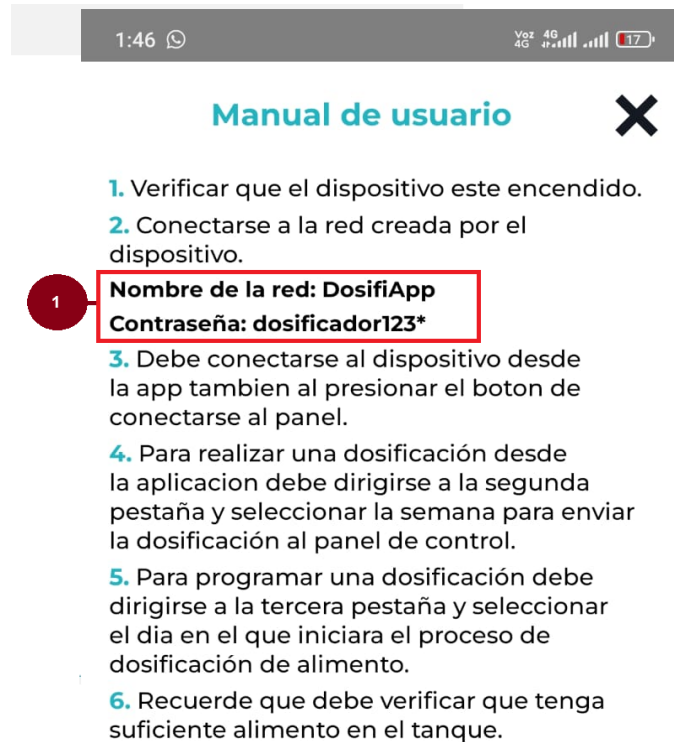 1:46
Voz 4G 4G 17
Manual de usuario
1. Verificar que el dispositivo este encendido.
2. Conectarse a la red creada por el
dispositivo.
1
Nombre de la red: DosifiApp
Contraseña: dosificador123*
3. Debe conectarse al dispositivo desde
la app tambien al presionar el boton de
conectarse al panel.
4. Para realizar una dosificación desde
la aplicacion debe dirigirse a la segunda
pestaña y seleccionar la semana para enviar
la dosificación al panel de control.
5. Para programar una dosificación debe
dirigirse a la tercera pestaña y seleccionar
el dia en el que iniciara el proceso de
dosificación de alimento.
6. Recuerde que debe verificar que tenga
suficiente alimento en el tanque.